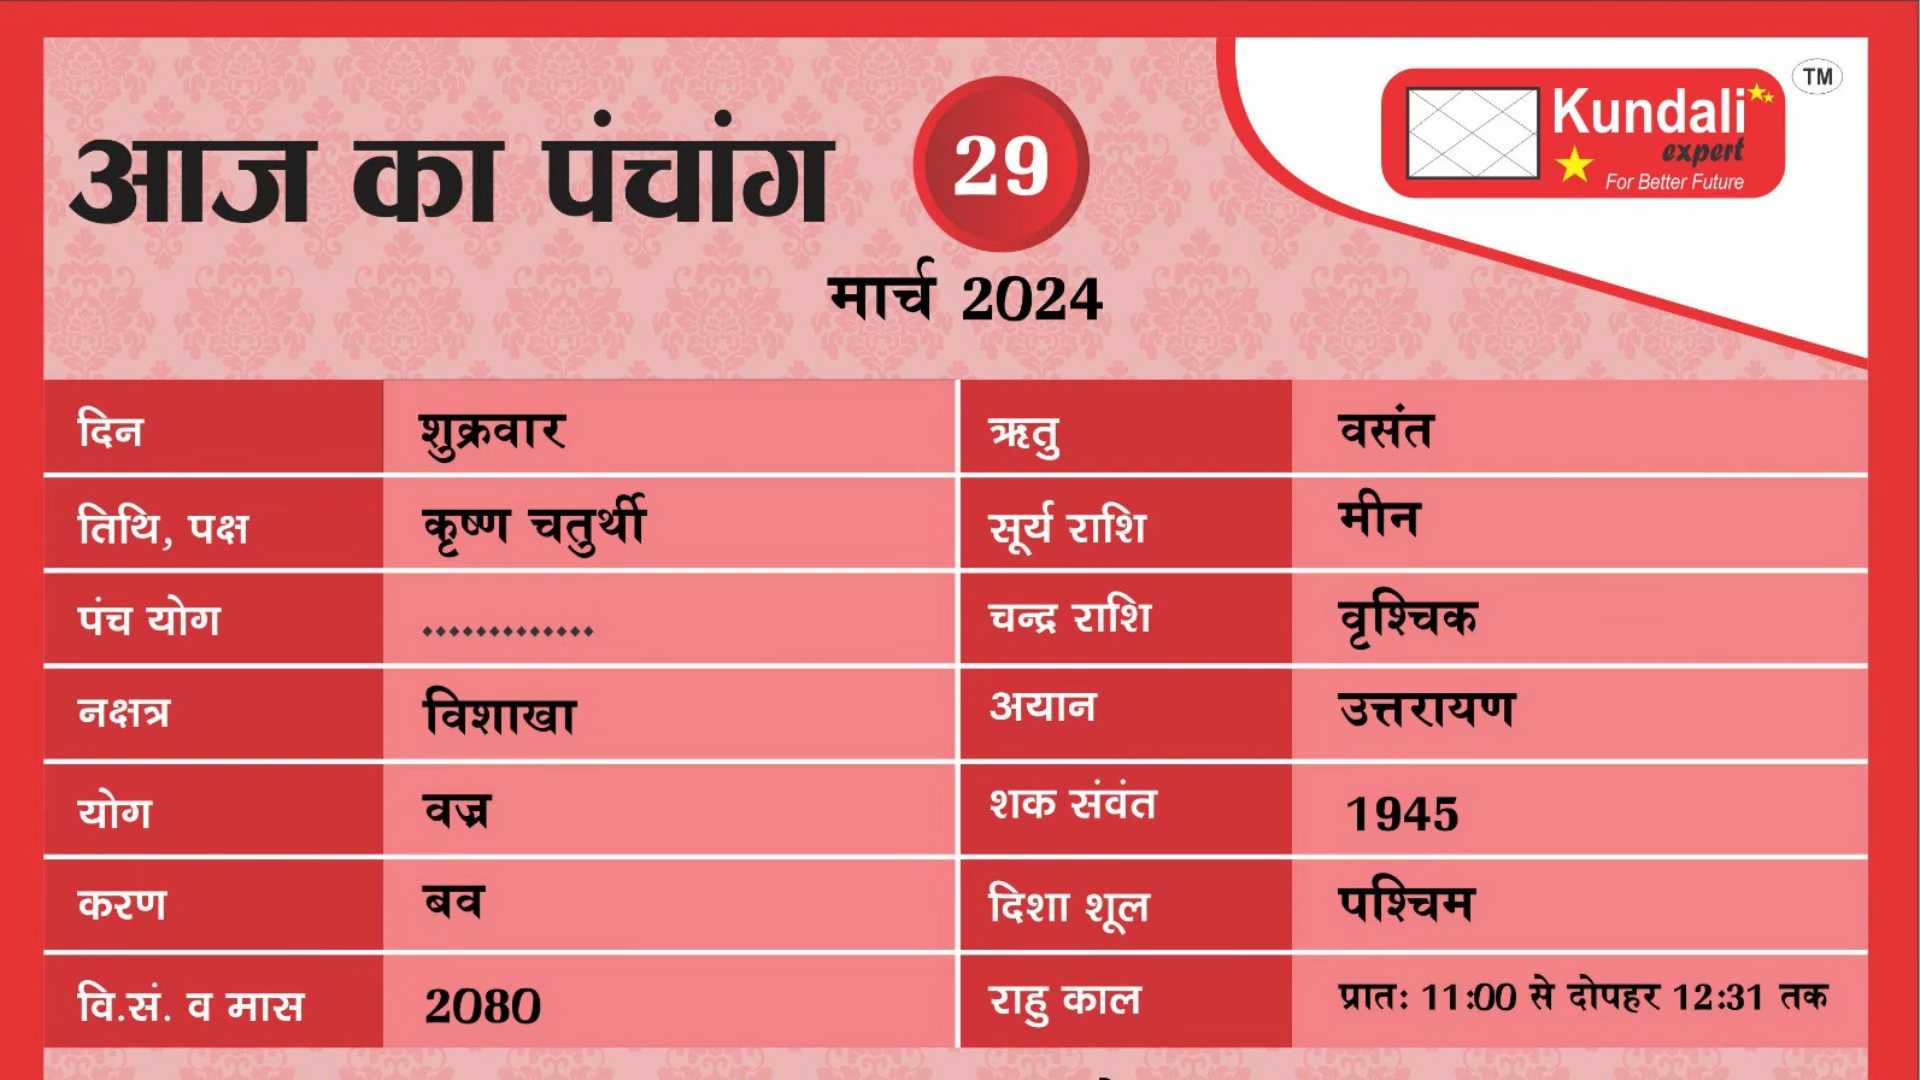 आज का पंचांग
29
मार्च 2024
Kundali
expert
For Better Future
TM
दिन शुक्रवार ऋतु वसंत
तिथि, पक्ष कृष्ण चतुर्थी सूर्य राशि मीन
पंच योग ............. चन्द्र राशि वृश्चिक
नक्षत्र विशाखा अयान उत्तरायण
योग वज्र शक संवंत 1945
करण बव दिशा शूल पश्चिम
वि.सं. व मास 2080 राहु काल प्रातः 11:00 से दोपहर 12:31 तक